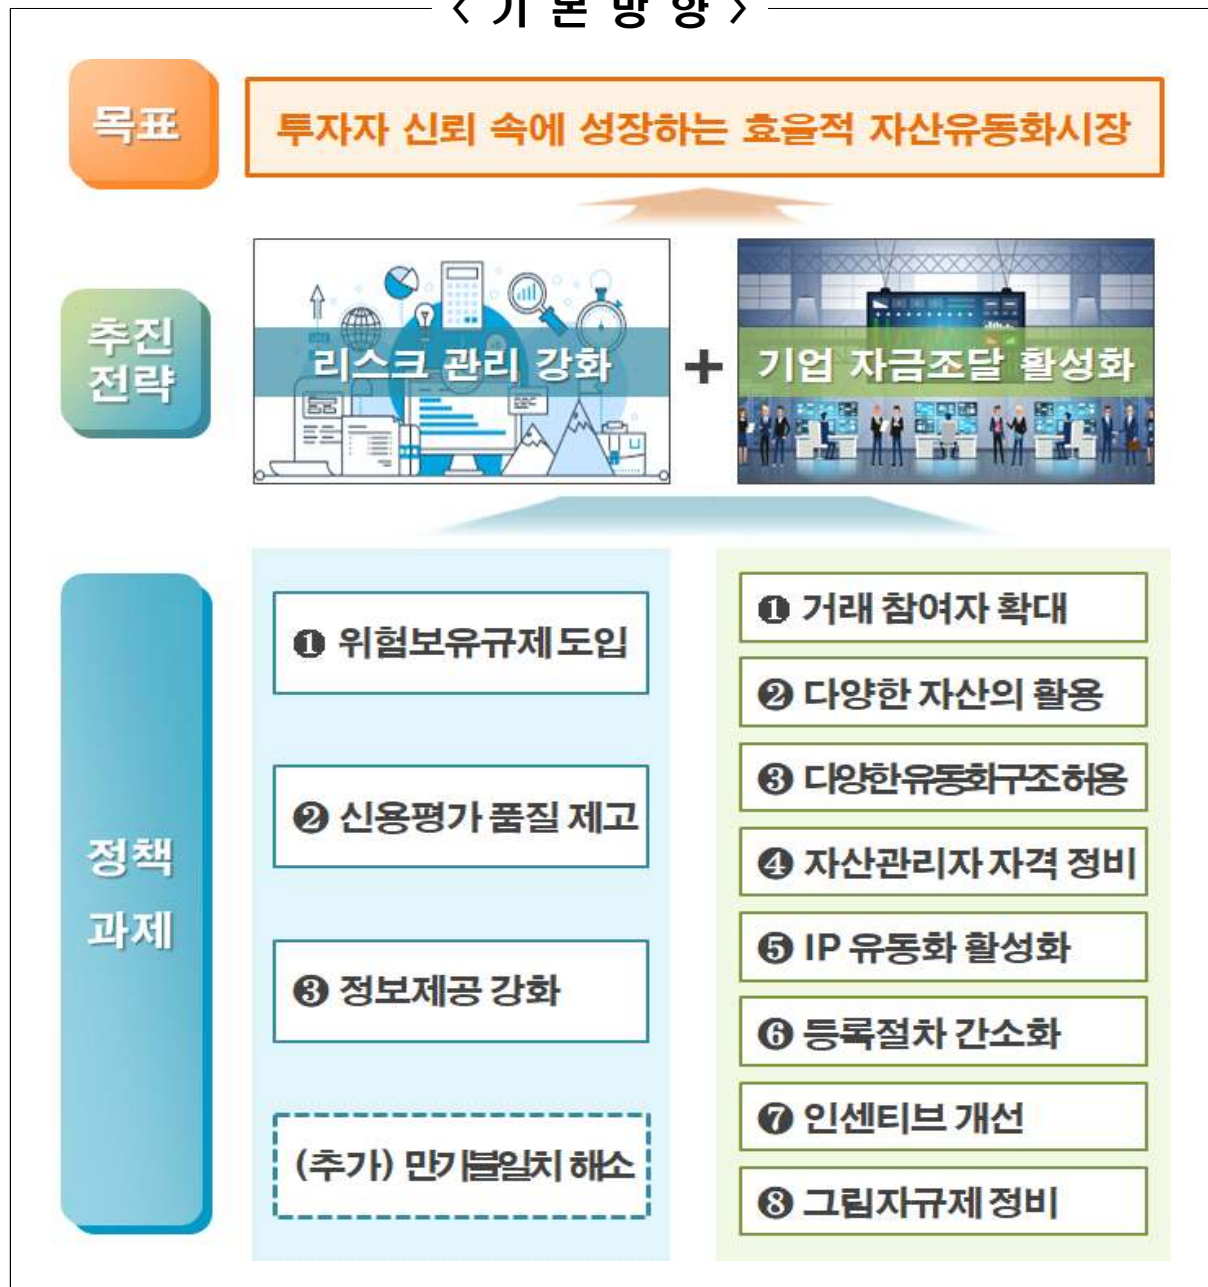 < 기 본 방 향 >
목표
투자자 신뢰 속에 성장하는 효율적 자산유동화시장
추진
전략
리스크 관리 강화
+
기업 자금조달 활성화
정책
과제
❶ 위험보유규제 도입
❷ 신용평가 품질 제고
❸ 정보제공 강화
(추가) 만기불일치 해소
❶ 거래 참여자 확대
❷ 다양한 자산의 활용
❸ 다양한 유동화구조 허용
❹ 자산관리자 자격 정비
❺ IP 유동화 활성화
❻ 등록절차 간소화
❼ 인센티브 개선
❽ 그림자규제 정비